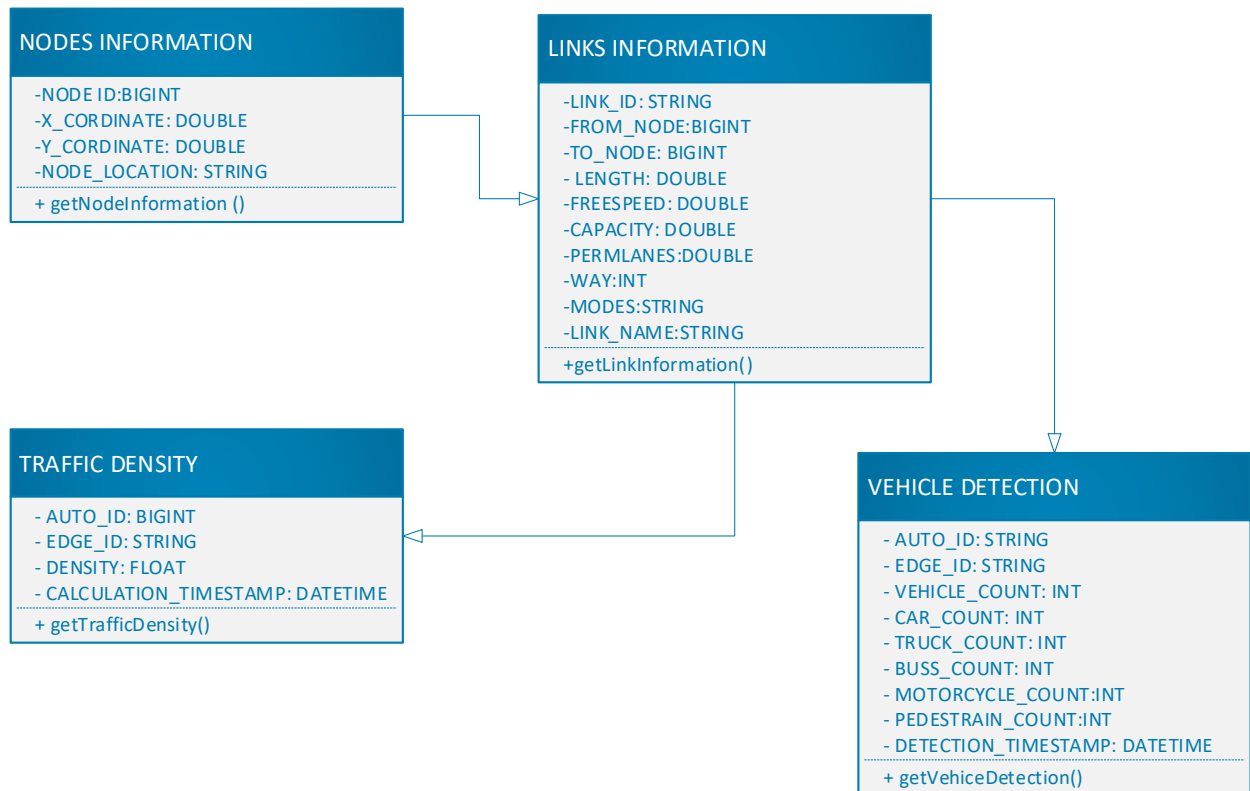 NODES INFORMATION
-NODE ID:BIGINT
-X_CORDINATE: DOUBLE
-Y_CORDINATE: DOUBLE
-NODE_LOCATION: STRING
+ getNodeInformation ()
LINKS INFORMATION
-LINK_ID: STRING
-FROM_NODE:BIGINT
-TO_NODE: BIGINT
- LENGTH: DOUBLE
-FREESPEED: DOUBLE
-CAPACITY: DOUBLE
-PERMLANES:DOUBLE
-WAY:INT
-MODES:STRING
-LINK_NAME:STRING
+getLinkInformation()
TRAFFIC DENSITY
- AUTO_ID: BIGINT
- EDGE_ID: STRING
- DENSITY: FLOAT
- CALCULATION_TIMESTAMP: DATETIME
+ getTrafficDensity()
VEHICLE DETECTION
- AUTO_ID: STRING
- EDGE_ID: STRING
- VEHICLE_COUNT: INT
- CAR_COUNT: INT
- TRUCK_COUNT: INT
- BUSS_COUNT: INT
- MOTORCYCLE_COUNT:INT
- PEDESTRAIN_COUNT:INT
- DETECTION_TIMESTAMP: DATETIME
+ getVehiceDetection()